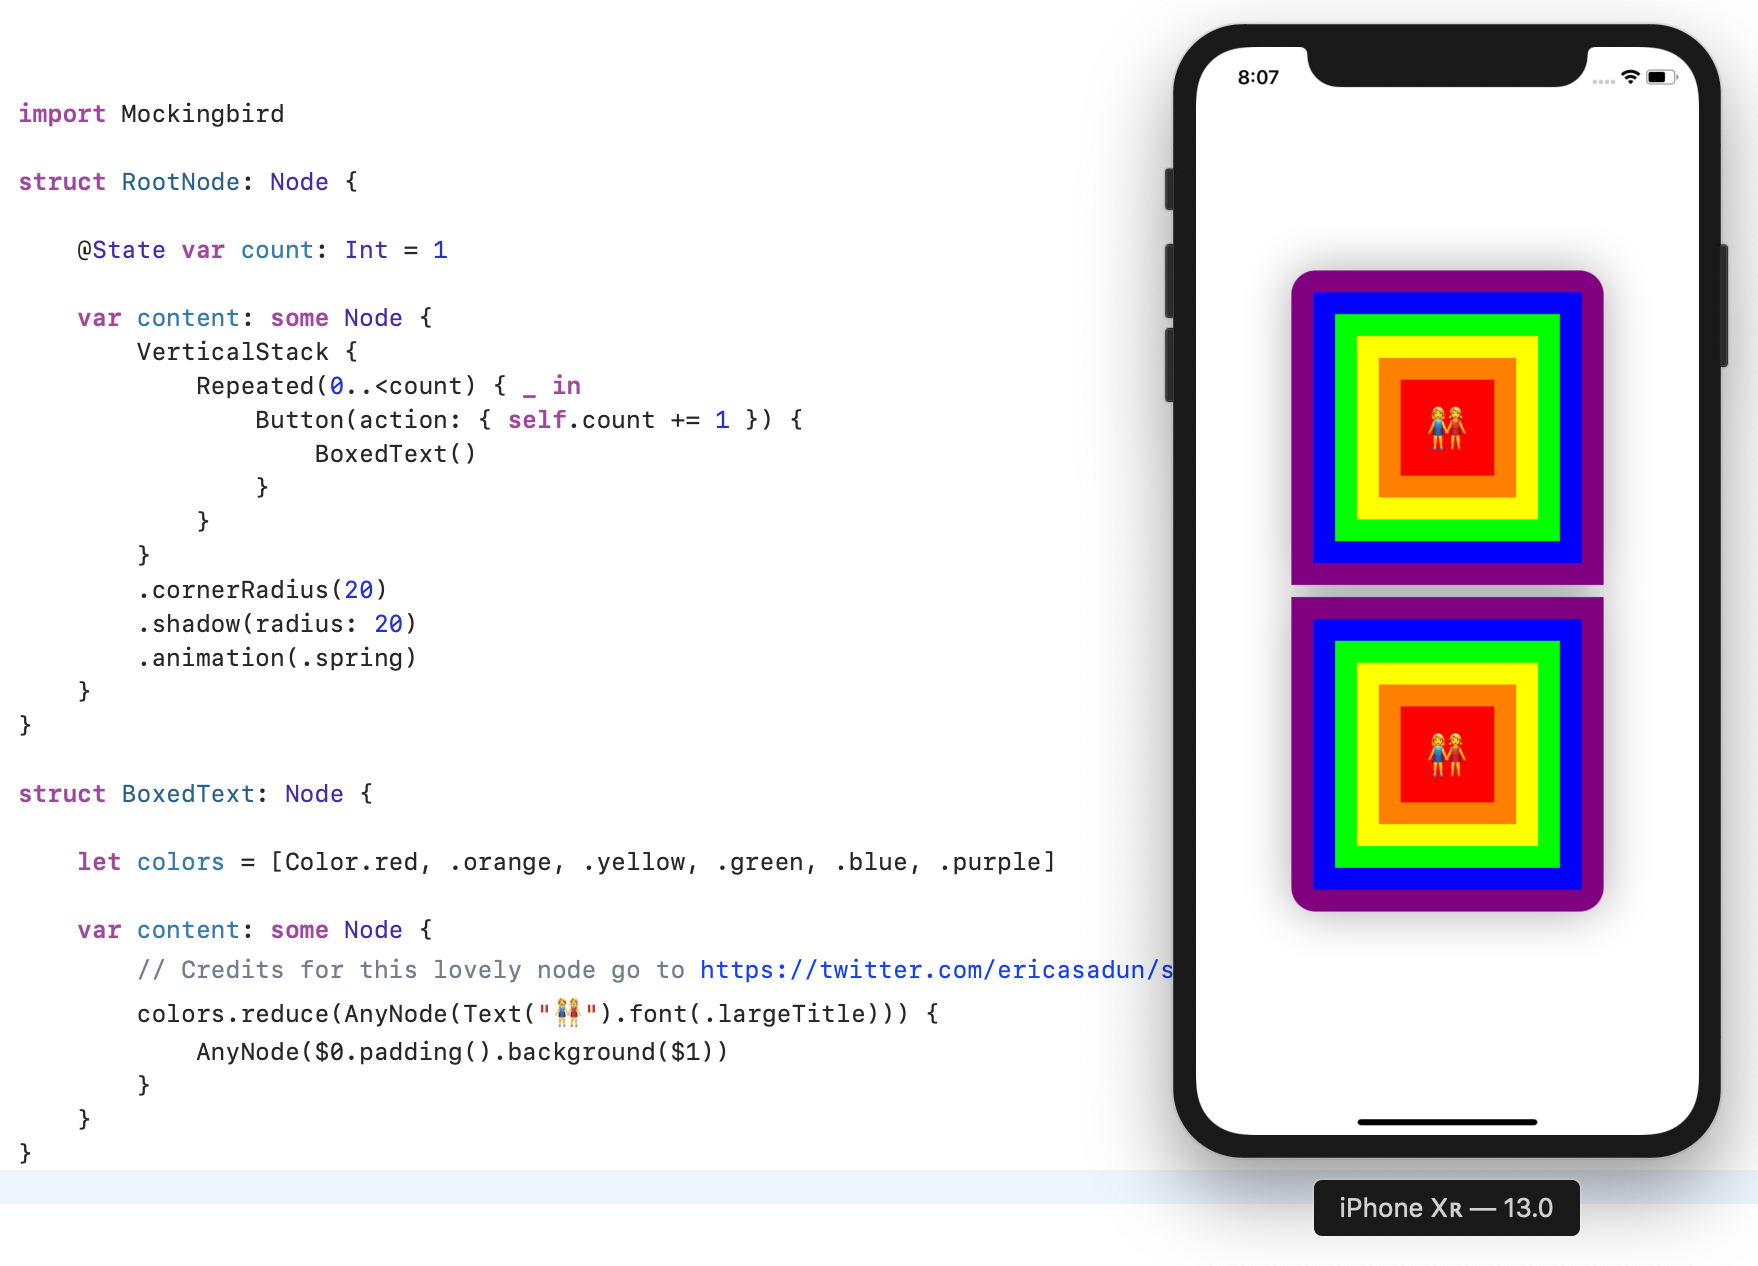 import Mockingbird
struct RootNode: Node {
@State var count: Int = 1
var content: some Node {
VerticalStack {
Repeated(0..<count) { _ in
Button(action: { self.count += 1 }) {
BoxedText()
}
}
}
.cornerRadius(20)
.shadow(radius: 20)
.animation(.spring)
}
}
struct BoxedText: Node {
let colors = [Color.red, .orange, .yellow, .green, .blue, .purple]
var content: some Node {
// Credits for this lovely node go to https://twitter.com/ericasadun/s
colors.reduce(AnyNode(Text("👭").font(.largeTitle))) {
AnyNode($0.padding().background($1))
}
}
}
8:07
👭
👭
iPhone XR — 13.0